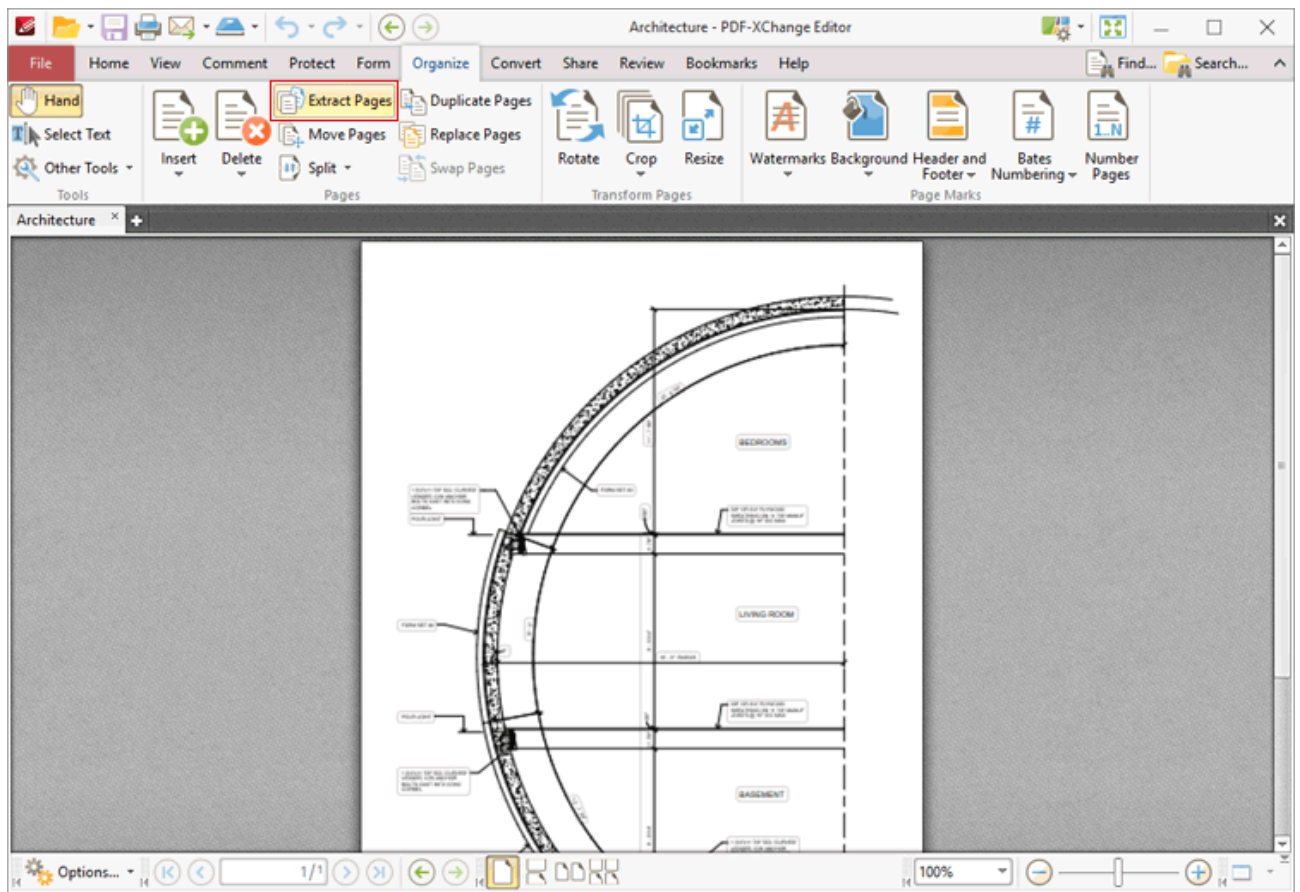 Architecture - PDF-XChange Editor
File Home View Comment Protect Form Organize Convert Share Review Bookmarks Help Find... Search...
Hand
Select Text
Other Tools
Tools
Insert
Delete
Extract Pages
Move Pages
Split
Duplicate Pages
Replace Pages
Swap Pages
Pages
Rotate
Crop
Resize
Transform Pages
Watermarks
Background
Header and
Footer
Bates
Numbering
Number
Pages
Page Marks
Architecture
BEDROOMS
LIVING ROOM
BASEMENT
Options...
1/1
100%